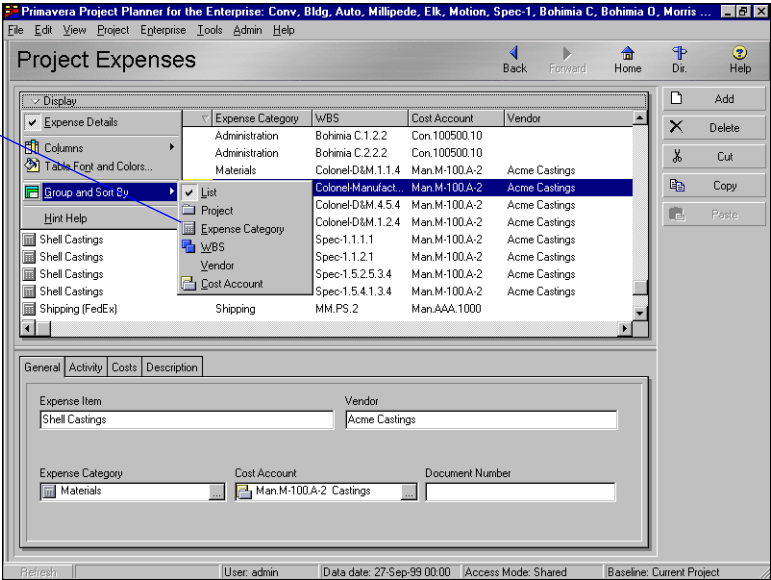 Primavera Project Planner for the Enterprise: Conv, Bldg, Auto, Millipede, Elk, Motion, Spec-1, Bohimia C, Bohimia O, Morris ...
File Edit View Project Enterprise Tools Admin Help
Project Expenses
Back Forward Home Dir. Help
Display
Expense Details
Columns
Table Font and Colors...
Group and Sort By
Hint Help
List
Project
Expense Category
WBS
Vendor
Cost Account
Expense Category WBS Cost Account Vendor
Administration Bohimia C.1.2.2 Con.100500.10
Administration Bohimia C.2.2.2 Con.100500.10
Materials Colonel-D&M.1.1.4 Man.M-100.A-2 Acme Castings
Colonel-Manufact... Man.M-100.A-2 Acme Castings
Colonel-D&M.4.5.4 Man.M-100.A-2 Acme Castings
Colonel-D&M.1.2.4 Man.M-100.A-2 Acme Castings
Shell Castings Spec-1.1.1.1 Man.M-100.A-2 Acme Castings
Shell Castings Spec-1.1.2.1 Man.M-100.A-2 Acme Castings
Shell Castings Spec-1.5.2.5.3.4 Man.M-100.A-2 Acme Castings
Shell Castings Spec-1.5.4.1.3.4 Man.M-100.A-2 Acme Castings
Shipping (FedEx) Shipping MM.PS.2 Man.AAA.1000
Add
Delete
Cut
Copy
Paste
General Activity Costs Description
Expense Item Vendor
Shell Castings Acme Castings
Expense Category Cost Account Document Number
Materials ... Man.M-100.A-2 Castings ...
Refresh User: admin Data date: 27-Sep-99 00:00 Access Mode: Shared Baseline: Current Project